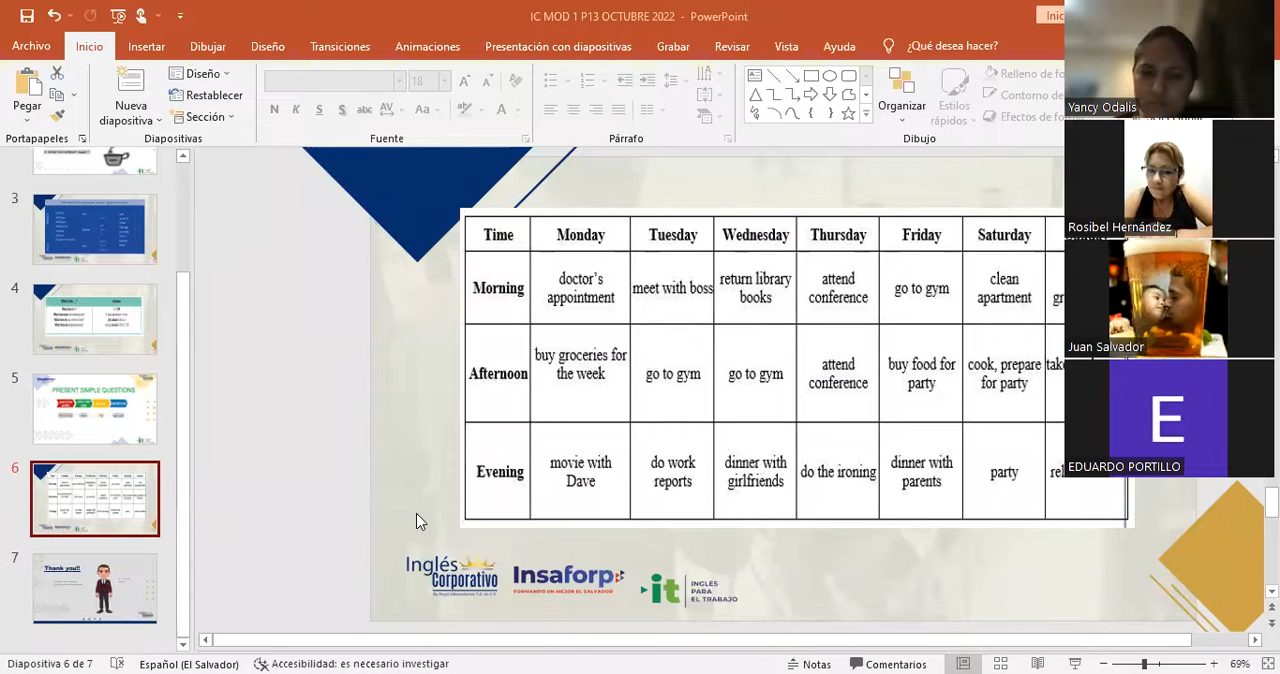 IC MOD 1 P13 OCTUBRE 2022 - PowerPoint
Inic
Archivo
Inicio
Insertar
Dibujar
Diseño
Transiciones
Animaciones
Presentación con diapositivas
Grabar
Revisar
Vista
Ayuda
¿Qué desea hacer?
Pegar
Nueva
diapositiva
Diseño
Restablecer
Sección
18
N
K
S
S
abc
AV
Aa
A
Organizar
Estilos
rápidos
Relleno de fo
Contorno de
Efectos de fo
Portapapeles
Diapositivas
Fuente
Párrafo
Dibujo
Yancy Odalis
Rosibel Hernández
Juan Salvador
E
EDUARDO PORTILLO
3
4
5
PRESENT SIMPLE QUESTIONS
6
7
Thank you!!
Time Monday Tuesday Wednesday Thursday Friday Saturday
Morning
doctor's
appointment
meet with boss
return library
books
attend
conference
go to gym
clean
apartment
gr
Afternoon
buy groceries for
the week
go to gym
go to gym
attend
conference
buy food for
party
cook, prepare
for party
take
Evening
movie with
Dave
do work
reports
dinner with
girlfriends
do the ironing
dinner with
parents
party
rel
Inglés
Corporativo
Insaforp
FORMANDO UN MEJOR EL SALVADOR
it
INGLÉS
PARA
EL TRABAJO
Diapositiva 6 de 7
Español (El Salvador)
Accesibilidad: es necesario investigar
Notas
Comentarios
69%